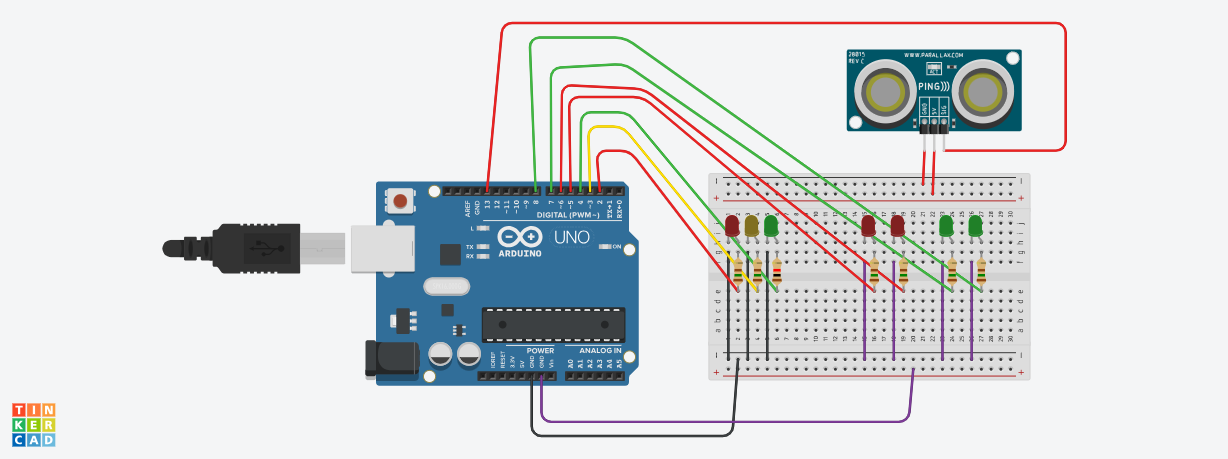 28015
REV C
WWW.PARALLAX.COM
ACT
PING)))
GND
5V
SIG
AREF
GND
13
12
~11
~10
~9
8
7
~6
~5
4
~3
2
TX→1
RX←0
DIGITAL (PWM~)
L
TX
RX
UNO
ON
ARDUINO
POWER
ANALOG IN
IOREF
RESET
3.3V
5V
GND
GND
Vin
A0
A1
A2
A3
A4
A5
TIN
KER
CAD